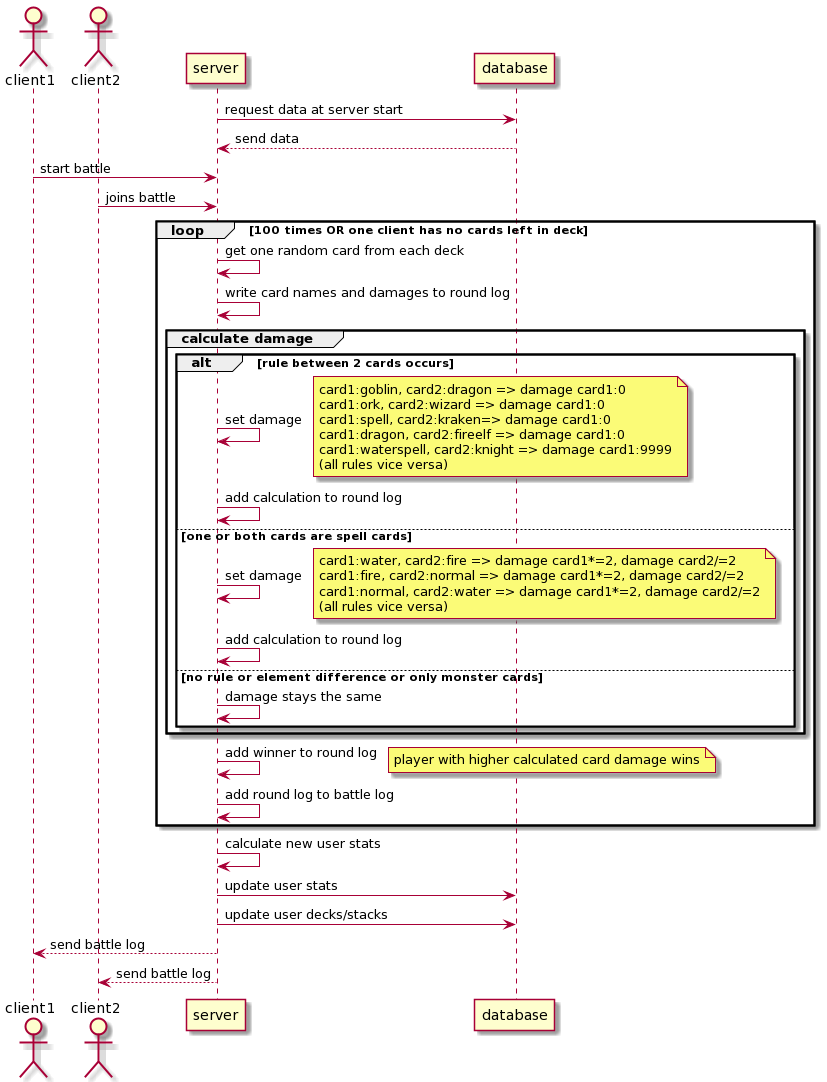 client1 client2 server database
request data at server start
send data
start battle
joins battle
loop [100 times OR one client has no cards left in deck]
get one random card from each deck
write card names and damages to round log
calculate damage
alt [rule between 2 cards occurs]
card1:goblin, card2:dragon => damage card1:0
card1:ork, card2:wizard => damage card1:0
set damage card1:spell, card2:kraken=> damage card1:0
card1:dragon, card2:fireelf => damage card1:0
card1:waterspell, card2:knight => damage card1:9999
(all rules vice versa)
add calculation to round log
[one or both cards are spell cards]
card1:water, card2:fire => damage card1*=2, damage card2/=2
set damage card1:fire, card2:normal => damage card1*=2, damage card2/=2
card1:normal, card2:water => damage card1*=2, damage card2/=2
(all rules vice versa)
add calculation to round log
[no rule or element difference or only monster cards]
damage stays the same
add winner to round log player with higher calculated card damage wins
add round log to battle log
calculate new user stats
update user stats
update user decks/stacks
send battle log
send battle log
client1 client2 server database